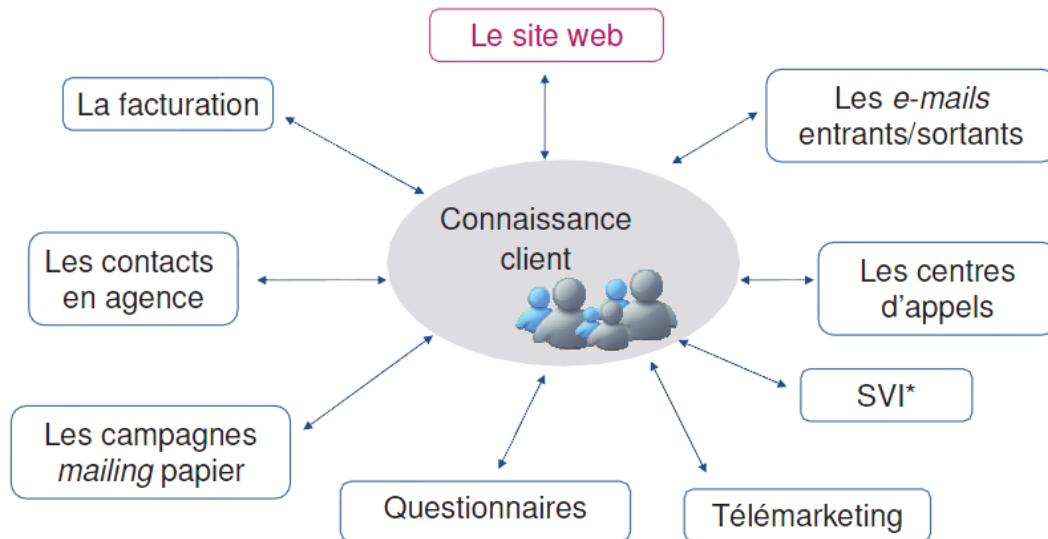 Le site web
La facturation
Les e-mails
entrants/sortants
Connaissance
client
Les contacts
en agence
Les centres
d’appels
SVI*
Les campagnes
mailing papier
Questionnaires
Télémarketing